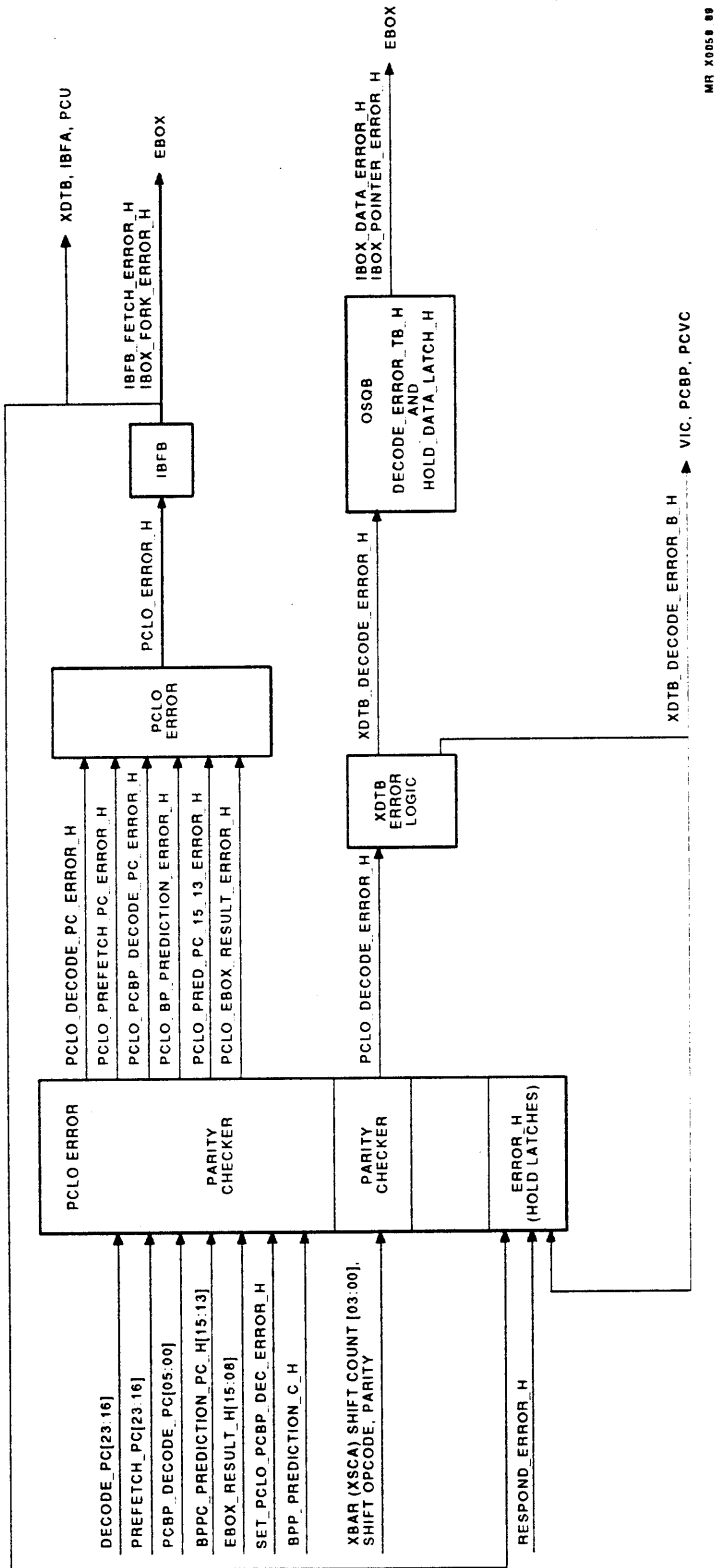 DECODE_PC[23:16]
PREFETCH_PC[23:16]
PCBP_DECODE_PC[05:00]
BPPC_PREDICTION_PC_H[15:13]
EBOX_RESULT_H[15:08]
SET_PCLO_PCBP_DEC_ERROR_H
BPP_PREDICTION_C_H
XBAR (XSCA) SHIFT COUNT [03:00],
SHIFT OPCODE, PARITY
RESPOND_ERROR_H
PCLO ERROR
PARITY
CHECKER
PARITY
CHECKER
ERROR_H
(HOLD LATCHES)
PCLO_DECODE_PC_ERROR_H
PCLO_PREFETCH_PC_ERROR_H
PCLO_PCBP_DECODE_PC_ERROR_H
PCLO_BP_PREDICTION_ERROR_H
PCLO_PRED_PC_15_13_ERROR_H
PCLO_EBOX_RESULT_ERROR_H
PCLO_DECODE_ERROR_H
PCLO
ERROR
XDTB
ERROR
LOGIC
PCLO_ERROR_H
XDTB_DECODE_ERROR_H
XDTB_DECODE_ERROR_B_H
IBFB
OSQB
DECODE_ERROR_TB_H
AND
HOLD_DATA_LATCH_H
IBFB_FETCH_ERROR_H
IBOX_FORK_ERROR_H
IBOX_DATA_ERROR_H
IBOX_POINTER_ERROR_H
XDTB, IBFA, PCU
EBOX
EBOX
VIC, PCBP, PCVC
MR X0058 89